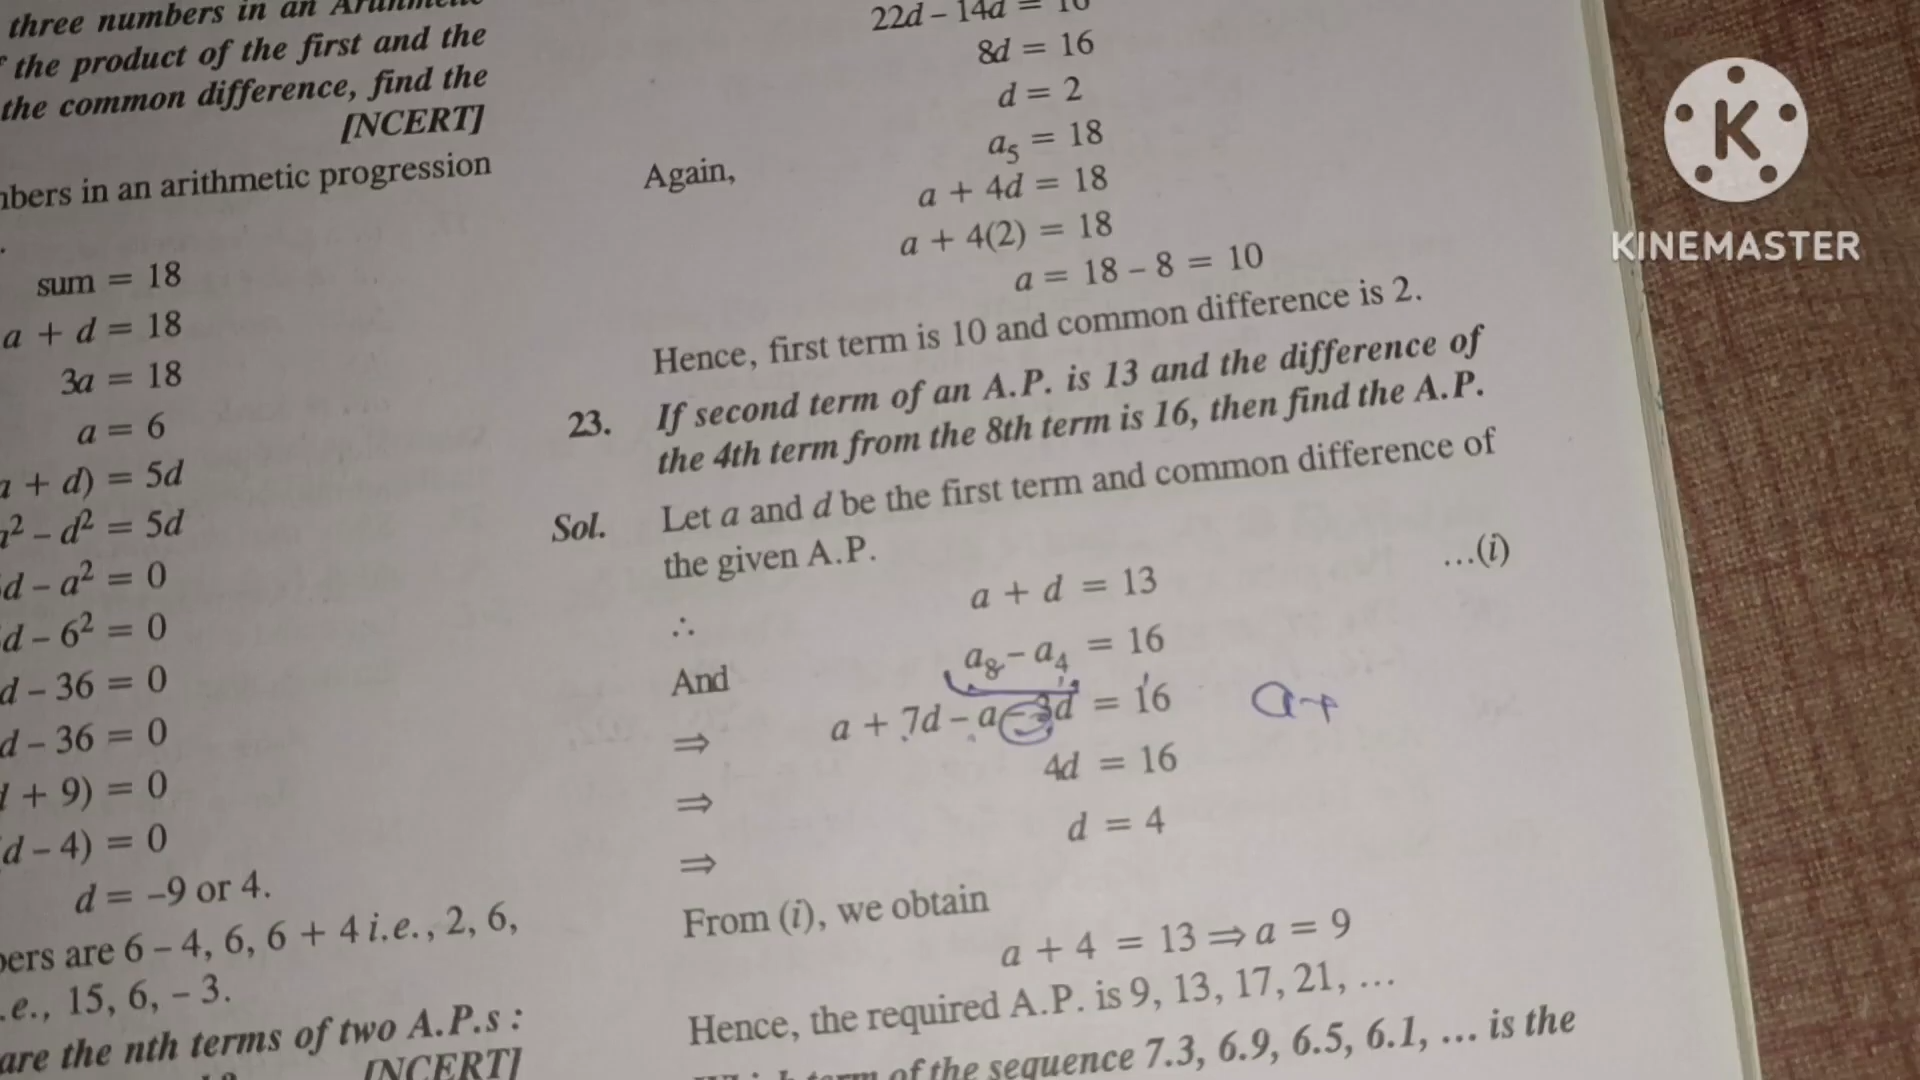 three numbers in an
the product of the first and the
the common difference, find the
[NCERT]
in an arithmetic progression
sum = 18
a + d = 18
3a = 18
a = 6
+ d) = 5d
² – d² = 5d
d – a² = 0
d – 6² = 0
d – 36 = 0
d – 36 = 0
+ 9) = 0
d – 4) = 0
d = –9 or 4.
are 6 – 4, 6, 6 + 4 i.e., 2, 6,
.e., 15, 6, – 3.
are the nth terms of two A.P.s :
[NCERT]
22d – 14d = 16
8d = 16
d = 2
Again, a₅ = 18
a + 4d = 18
a + 4(2) = 18
a = 18 – 8 = 10
Hence, first term is 10 and common difference is 2.
23. If second term of an A.P. is 13 and the difference of
the 4th term from the 8th term is 16, then find the A.P.
Sol. Let a and d be the first term and common difference of
the given A.P.
∴ a + d = 13 ...(i)
And a₈ – a₄ = 16
⇒ a + 7d – a – 3d = 16 a+
⇒ 4d = 16
⇒ d = 4
From (i), we obtain
a + 4 = 13 ⇒ a = 9
Hence, the required A.P. is 9, 13, 17, 21, ...
term of the sequence 7.3, 6.9, 6.5, 6.1, ... is the
K
KINEMASTER